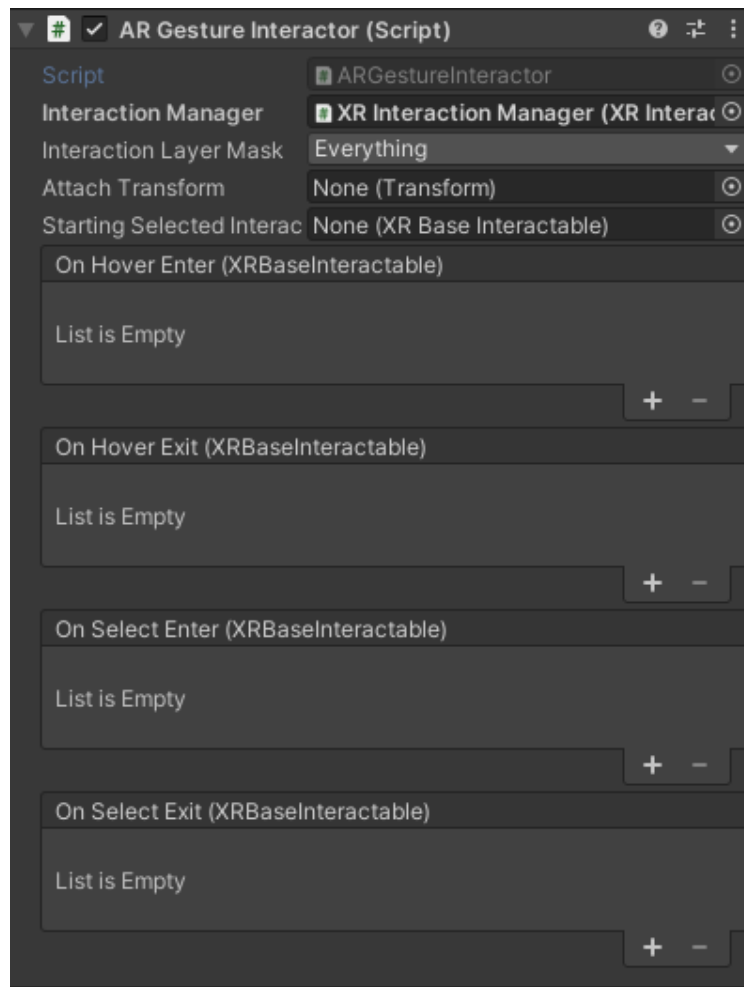 AR Gesture Interactor (Script)
Script ARGestureInteractor
Interaction Manager XR Interaction Manager (XR Interac
Interaction Layer Mask Everything
Attach Transform None (Transform)
Starting Selected Interac None (XR Base Interactable)
On Hover Enter (XRBaseInteractable)
List is Empty
+ −
On Hover Exit (XRBaseInteractable)
List is Empty
+ −
On Select Enter (XRBaseInteractable)
List is Empty
+ −
On Select Exit (XRBaseInteractable)
List is Empty
+ −